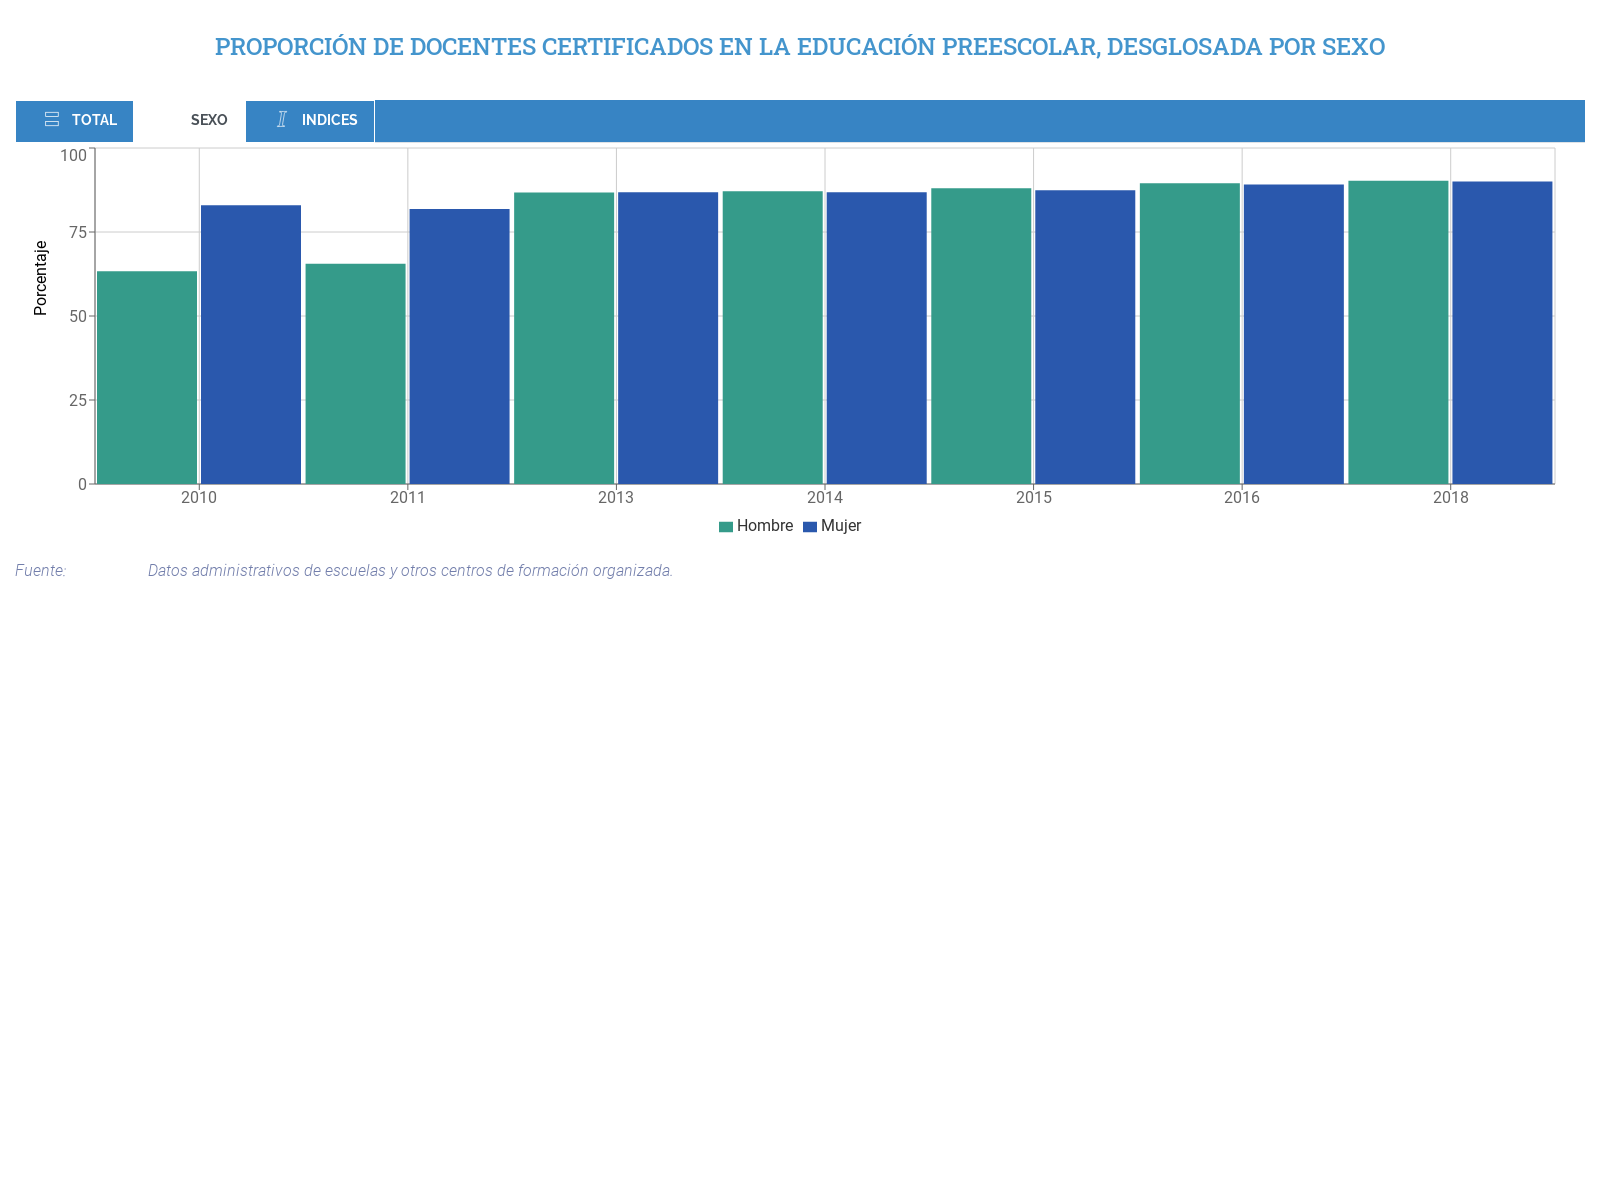 PROPORCIÓN DE DOCENTES CERTIFICADOS EN LA EDUCACIÓN PREESCOLAR, DESGLOSADA POR SEXO
TOTAL SEXO INDICES
Porcentaje
100
75
50
25
0
2010 2011 2013 2014 2015 2016 2018
Hombre Mujer
Fuente: Datos administrativos de escuelas y otros centros de formación organizada.